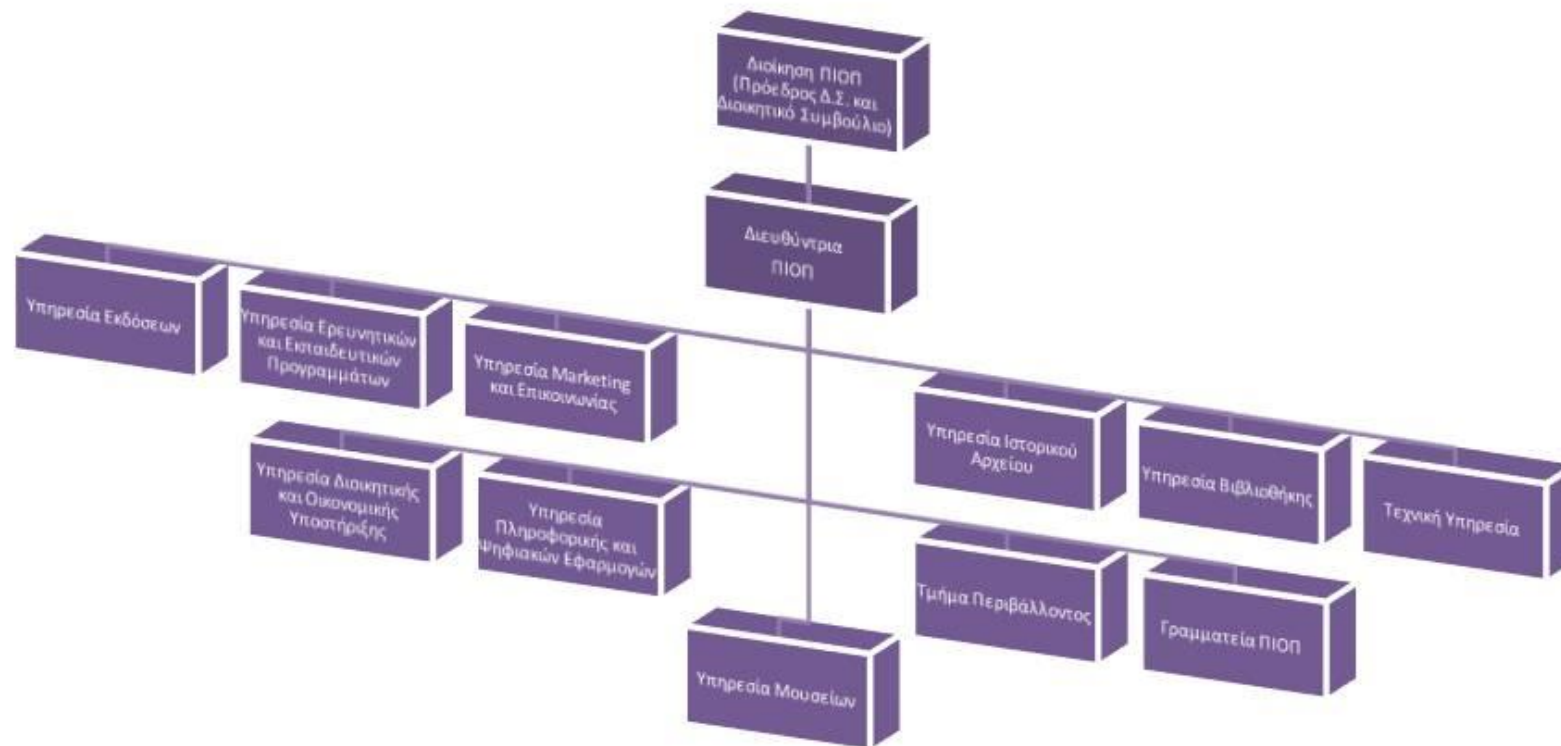 Διοίκηση ΠΙΟΠ
(Πρόεδρος Δ.Σ. και
Διοικητικό Συμβούλιο)
Διευθύντρια
ΠΙΟΠ
Υπηρεσία Εκδόσεων
Υπηρεσία Ερευνητικών
και Εκπαιδευτικών
Προγραμμάτων
Υπηρεσία Marketing
και Επικοινωνίας
Υπηρεσία Ιστορικού
Αρχείου
Υπηρεσία Βιβλιοθήκης
Τεχνική Υπηρεσία
Υπηρεσία Διοικητικής
και Οικονομικής
Υποστήριξης
Υπηρεσία
Πληροφορικής και
Ψηφιακών Εφαρμογών
Τμήμα Περιβάλλοντος
Γραμματεία ΠΙΟΠ
Υπηρεσία Μουσείων